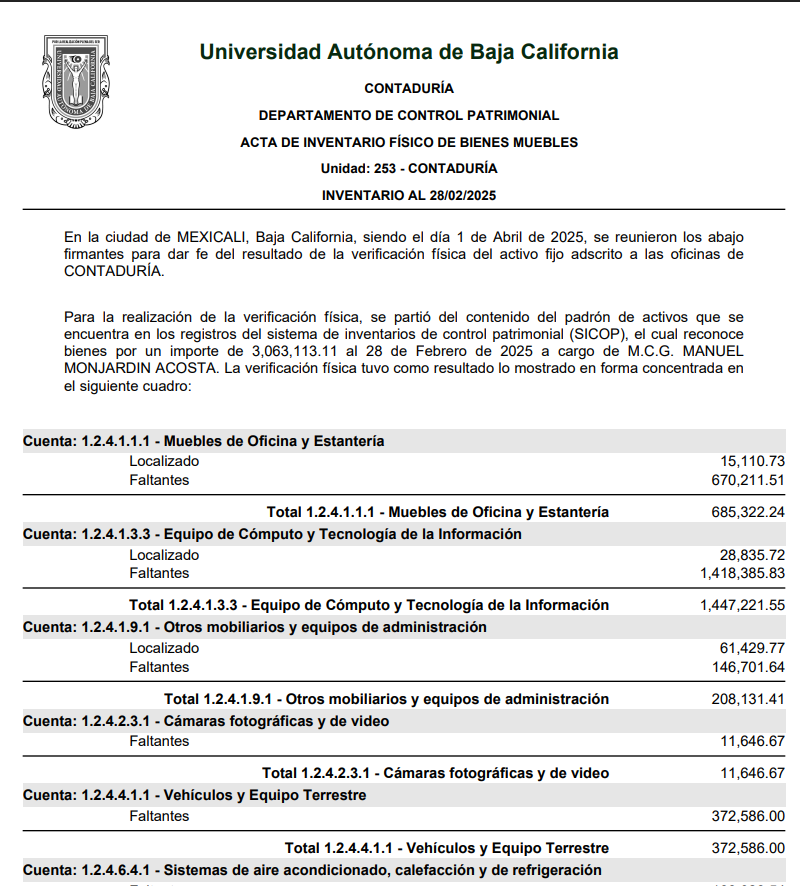 Universidad Autónoma de Baja California
CONTADURÍA
DEPARTAMENTO DE CONTROL PATRIMONIAL
ACTA DE INVENTARIO FÍSICO DE BIENES MUEBLES
Unidad: 253 - CONTADURÍA
INVENTARIO AL 28/02/2025
En la ciudad de MEXICALI, Baja California, siendo el día 1 de Abril de 2025, se reunieron los abajo
firmantes para dar fe del resultado de la verificación física del activo fijo adscrito a las oficinas de
CONTADURÍA.
Para la realización de la verificación física, se partió del contenido del padrón de activos que se
encuentra en los registros del sistema de inventarios de control patrimonial (SICOP), el cual reconoce
bienes por un importe de 3,063,113.11 al 28 de Febrero de 2025 a cargo de M.C.G. MANUEL
MONJARDIN ACOSTA. La verificación física tuvo como resultado lo mostrado en forma concentrada en
el siguiente cuadro:
Cuenta: 1.2.4.1.1.1 - Muebles de Oficina y Estantería
Localizado 15,110.73
Faltantes 670,211.51
Total 1.2.4.1.1.1 - Muebles de Oficina y Estantería 685,322.24
Cuenta: 1.2.4.1.3.3 - Equipo de Cómputo y Tecnología de la Información
Localizado 28,835.72
Faltantes 1,418,385.83
Total 1.2.4.1.3.3 - Equipo de Cómputo y Tecnología de la Información 1,447,221.55
Cuenta: 1.2.4.1.9.1 - Otros mobiliarios y equipos de administración
Localizado 61,429.77
Faltantes 146,701.64
Total 1.2.4.1.9.1 - Otros mobiliarios y equipos de administración 208,131.41
Cuenta: 1.2.4.2.3.1 - Cámaras fotográficas y de video
Faltantes 11,646.67
Total 1.2.4.2.3.1 - Cámaras fotográficas y de video 11,646.67
Cuenta: 1.2.4.4.1.1 - Vehículos y Equipo Terrestre
Faltantes 372,586.00
Total 1.2.4.4.1.1 - Vehículos y Equipo Terrestre 372,586.00
Cuenta: 1.2.4.6.4.1 - Sistemas de aire acondicionado, calefacción y de refrigeración